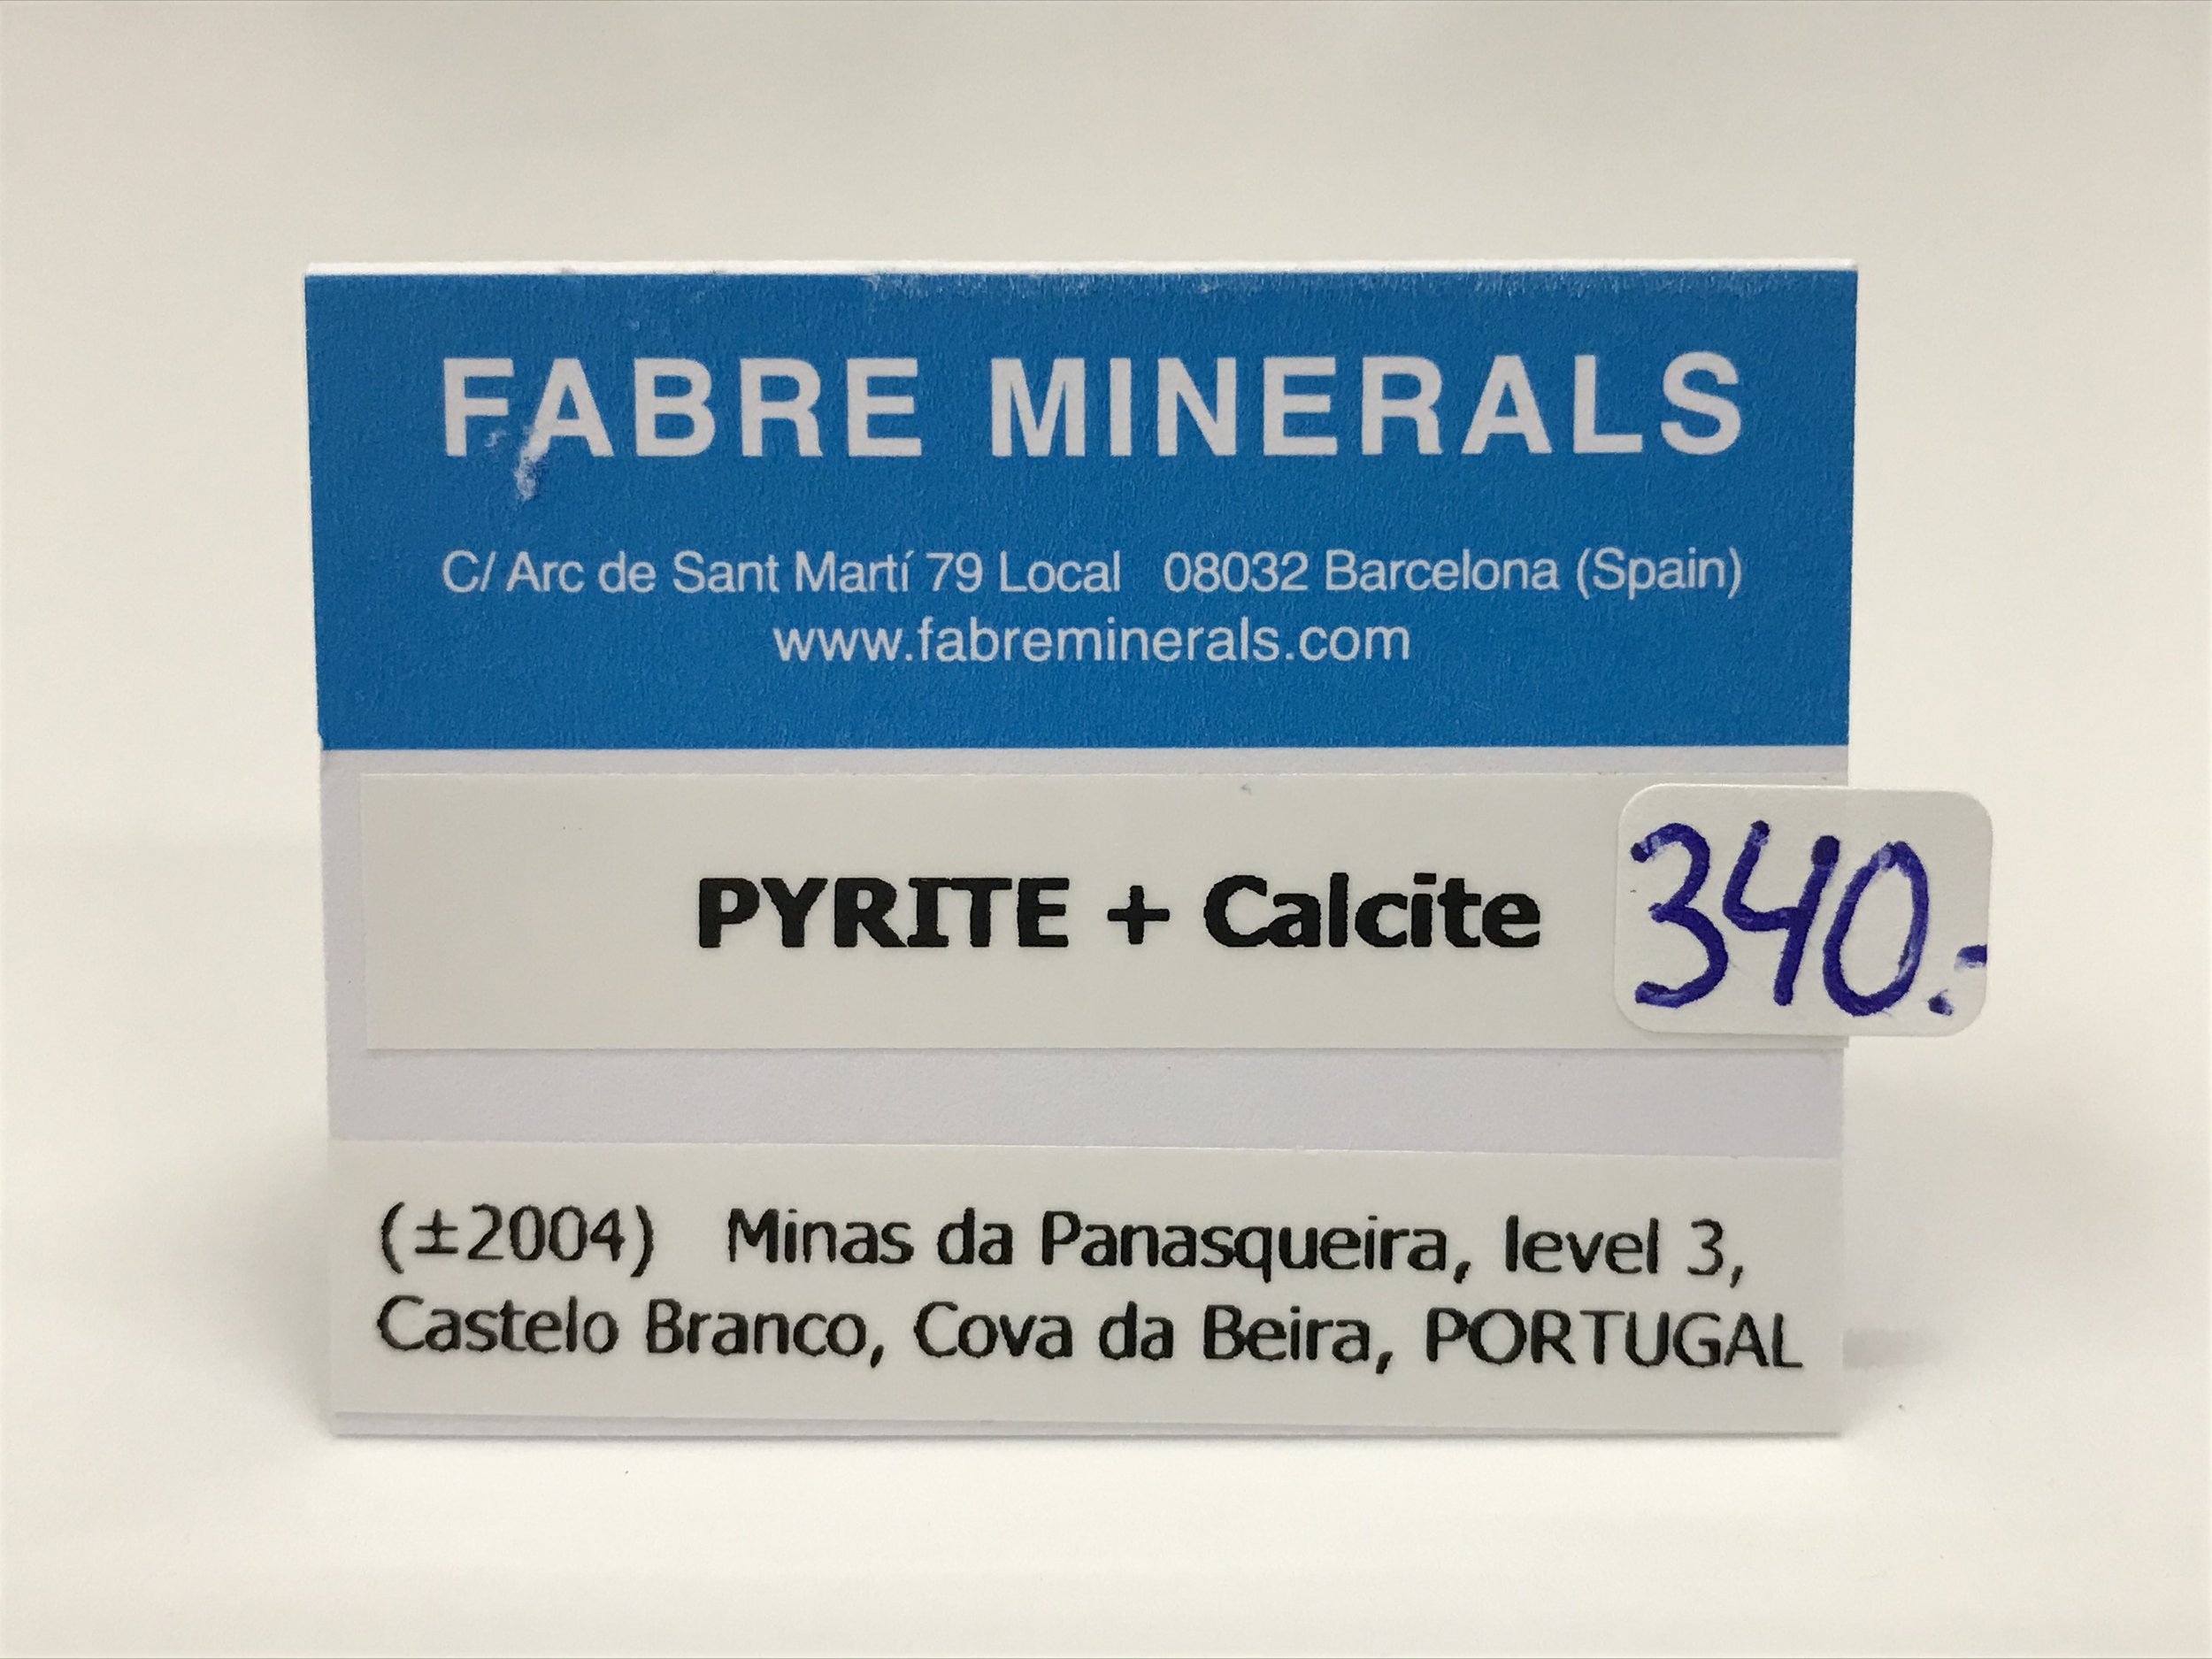 FABRE MINERALS
C/ Arc de Sant Martí 79 Local 08032 Barcelona (Spain)
www.fabreminerals.com
PYRITE + Calcite
340.-
(±2004) Minas da Panasqueira, level 3,
Castelo Branco, Cova da Beira, PORTUGAL